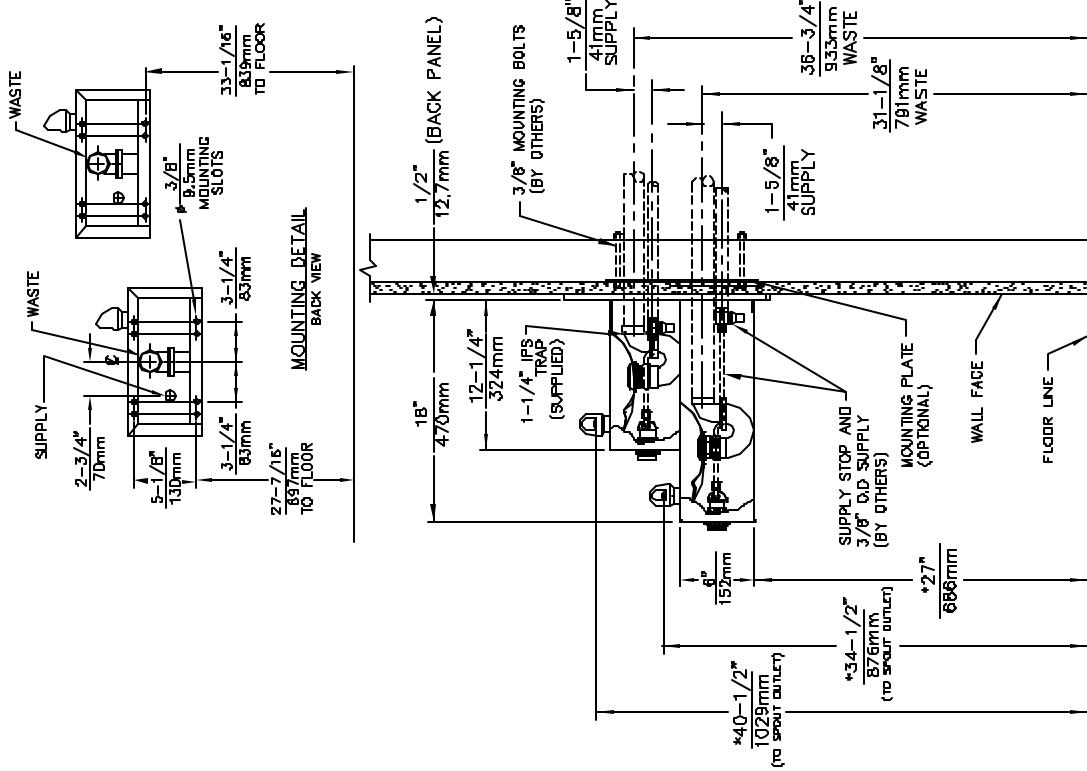 SUPPLY
WASTE
WASTE
2-3/4"
70mm
5-1/8"
130mm
3-1/4"
83mm
3-1/4"
83mm
27-7/16"
697mm
TO FLOOR
33-1/16"
839mm
TO FLOOR
℄
ø 3/8"
9.5mm
MOUNTING
SLOTS
MOUNTING DETAIL
BACK VIEW
1/2"
12.7mm (BACK PANEL)
18"
470mm
12-1/4"
324mm
1-1/4" IPS
TRAP
(SUPPLIED)
3/8" MOUNTING BOLTS
(BY OTHERS)
1-5/8"
41mm
SUPPLY
36-3/4"
933mm
WASTE
31-1/8"
791mm
WASTE
1-5/8"
41mm
SUPPLY
SUPPLY STOP AND
3/8" O.D SUPPLY
(BY OTHERS)
MOUNTING PLATE
(OPTIONAL)
WALL FACE
FLOOR LINE
6"
152mm
*27"
686mm
*34-1/2"
876mm
(TO SPOUT OUTLET)
*40-1/2"
1029mm
(TO SPOUT OUTLET)